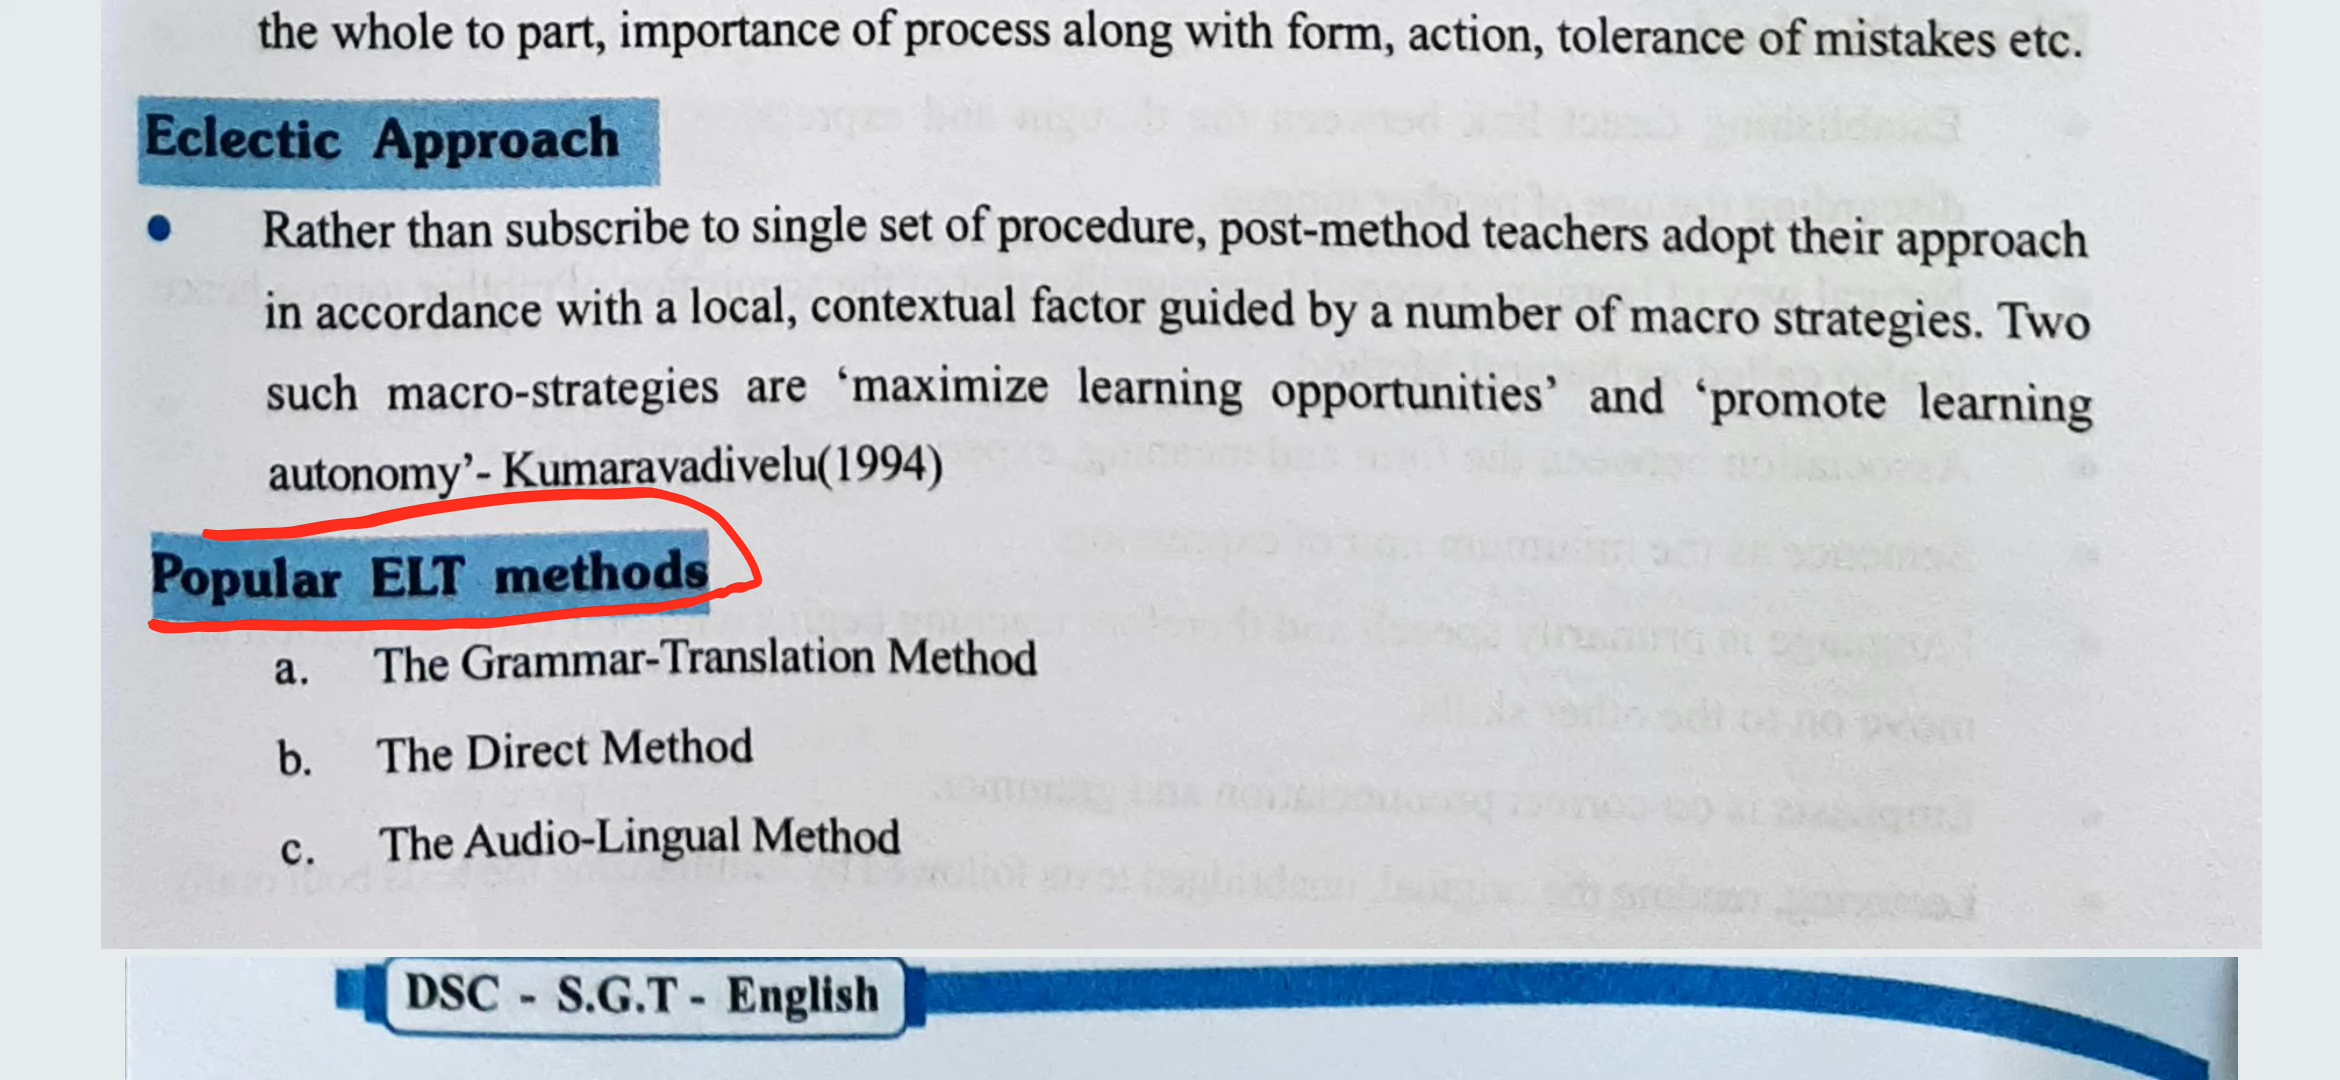 the whole to part, importance of process along with form, action, tolerance of mistakes etc.
Eclectic Approach
• Rather than subscribe to single set of procedure, post-method teachers adopt their approach
in accordance with a local, contextual factor guided by a number of macro strategies. Two
such macro-strategies are ‘maximize learning opportunities’ and ‘promote learning
autonomy’- Kumaravadivelu(1994)
Popular ELT methods
a. The Grammar-Translation Method
b. The Direct Method
c. The Audio-Lingual Method
DSC - S.G.T - English